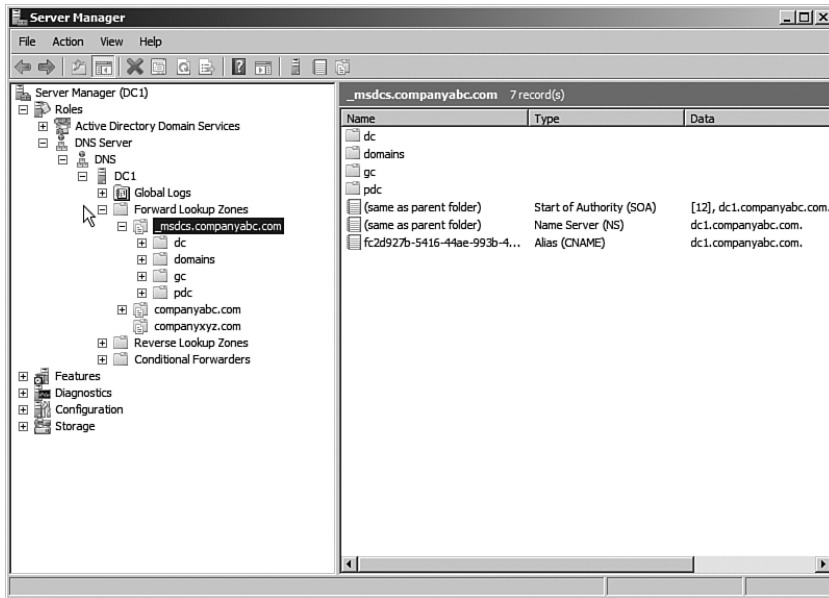 Server Manager
File Action View Help
Server Manager (DC1)
Roles
Active Directory Domain Services
DNS Server
DNS
DC1
Global Logs
Forward Lookup Zones
_msdcs.companyabc.com
dc
domains
gc
pdc
companyabc.com
companyxyz.com
Reverse Lookup Zones
Conditional Forwarders
Features
Diagnostics
Configuration
Storage
_msdcs.companyabc.com 7 record(s)
Name Type Data
dc
domains
gc
pdc
(same as parent folder) Start of Authority (SOA) [12], dc1.companyabc.com.
(same as parent folder) Name Server (NS) dc1.companyabc.com.
fc2d927b-5416-44ae-993b-4... Alias (CNAME) dc1.companyabc.com.